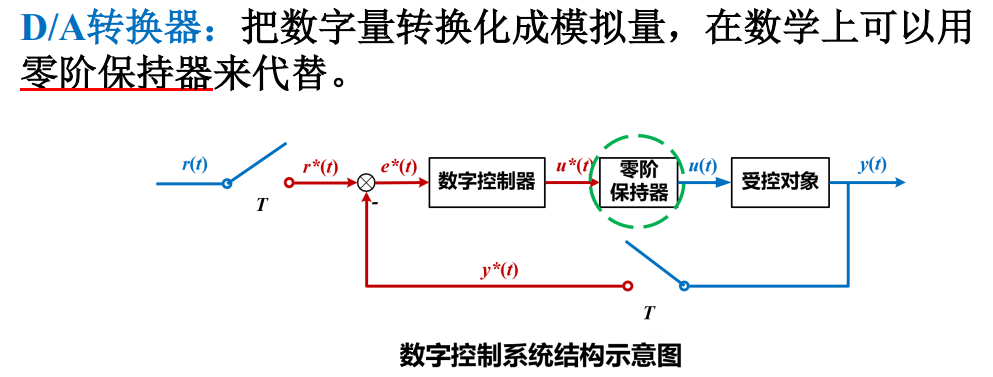 D/A转换器：把数字量转换化成模拟量，在数学上可以用
零阶保持器来代替。
r(t)
T
r*(t)
e*(t)
-
数字控制器
u*(t)
零阶
保持器
u(t)
受控对象
y(t)
y*(t)
T
数字控制系统结构示意图